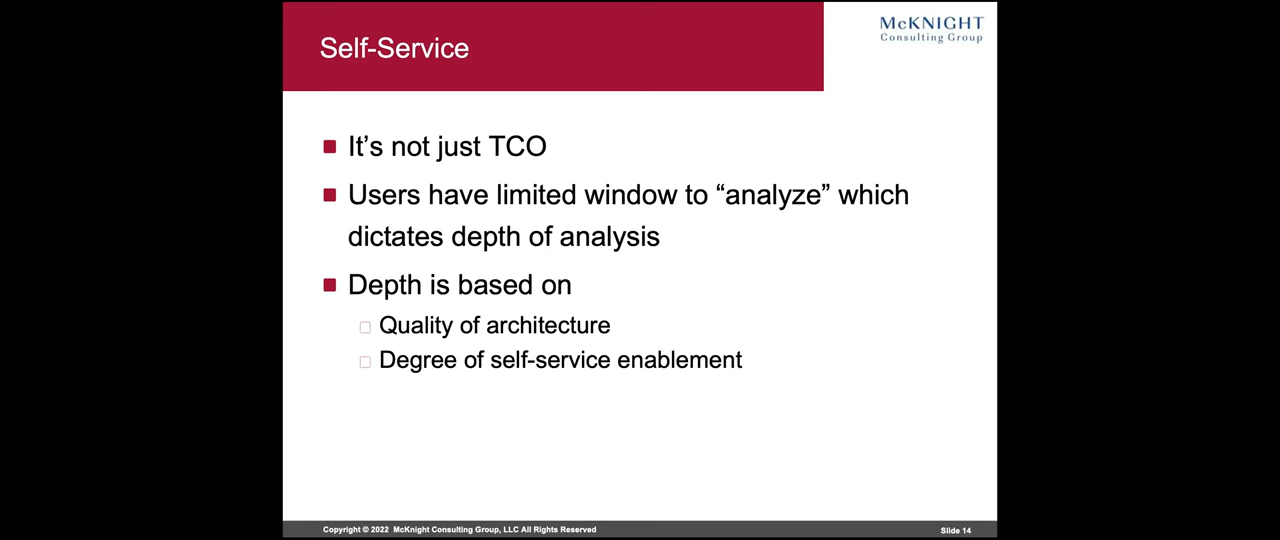 Self-Service
McKNIGHT
Consulting Group
It’s not just TCO
Users have limited window to “analyze” which
dictates depth of analysis
Depth is based on
Quality of architecture
Degree of self-service enablement
Copyright © 2022 McKnight Consulting Group, LLC All Rights Reserved
Slide 14